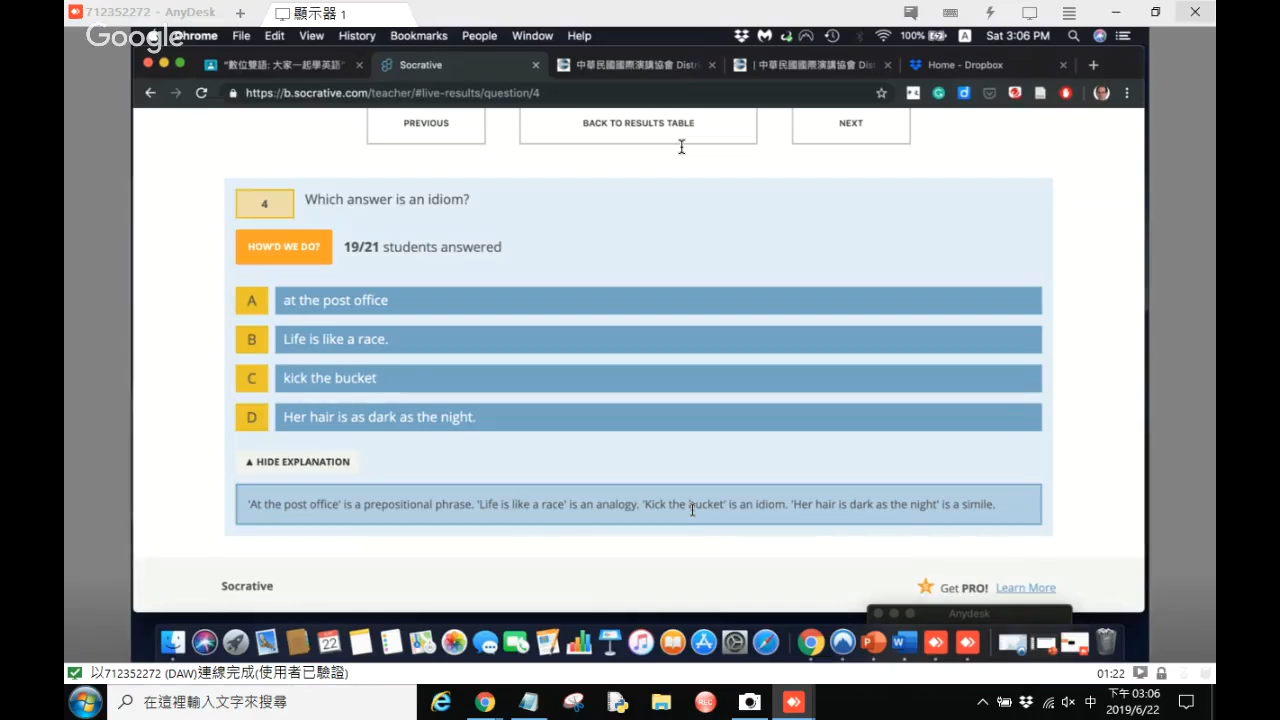 712352272 - AnyDesk
顯示器 1
Google
Chrome File Edit View History Bookmarks People Window Help
100% A Sat 3:06 PM
“數位雙語: 大家一起學英語”
Socrative
中華民國國際演講協會 Distri
| 中華民國國際演講協會 Dist
Home - Dropbox
https://b.socrative.com/teacher/#live-results/question/4
PREVIOUS
BACK TO RESULTS TABLE
NEXT
4 Which answer is an idiom?
HOW'D WE DO? 19/21 students answered
A at the post office
B Life is like a race.
C kick the bucket
D Her hair is as dark as the night.
▲ HIDE EXPLANATION
'At the post office' is a prepositional phrase. 'Life is like a race' is an analogy. 'Kick the bucket' is an idiom. 'Her hair is dark as the night' is a simile.
Socrative
Get PRO! Learn More
Anydesk
22
以712352272 (DAW)連線完成(使用者已驗證)
01:22
在這裡輸入文字來搜尋
REC
中
下午 03:06
2019/6/22